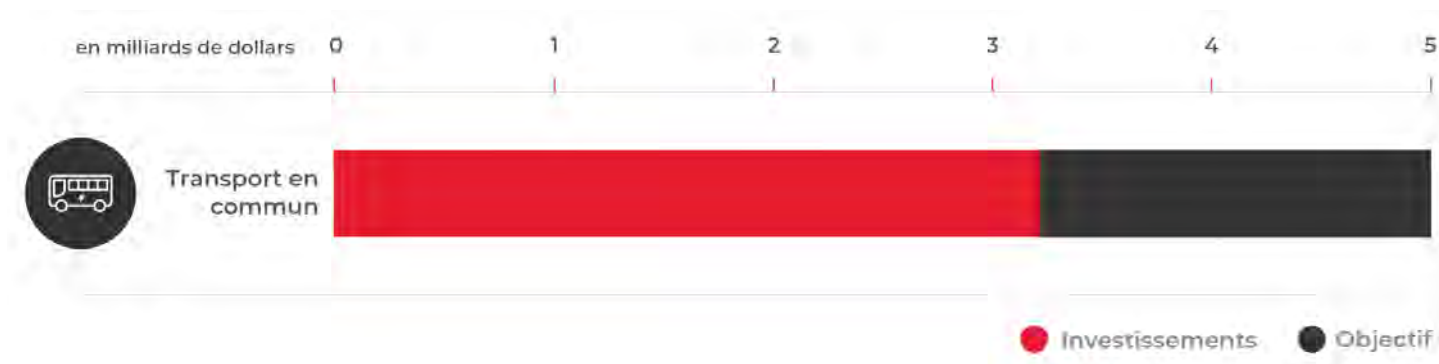 en milliards de dollars 0 1 2 3 4 5
Transport en
commun
Investissements Objectif